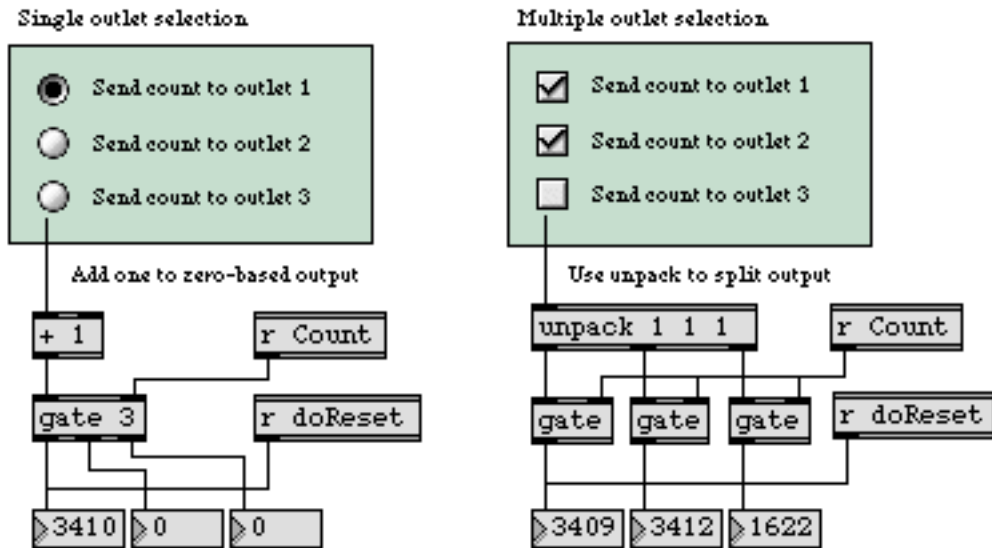 Single outlet selection
Send count to outlet 1
Send count to outlet 2
Send count to outlet 3
Add one to zero-based output
+ 1
r Count
gate 3
r doReset
3410
0
0
Multiple outlet selection
Send count to outlet 1
Send count to outlet 2
Send count to outlet 3
Use unpack to split output
unpack 1 1 1
r Count
gate
gate
gate
r doReset
3409
3412
1622